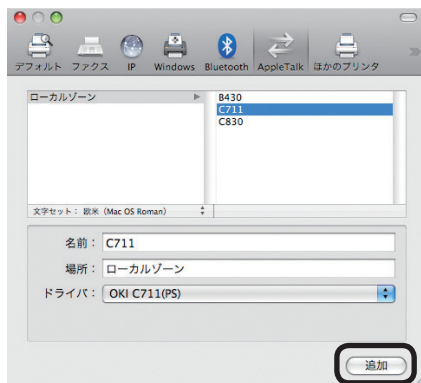 デフォルト ファクス IP Windows Bluetooth AppleTalk ほかのプリンタ
ローカルゾーン B430
C711
C830
文字セット： 欧米 (Mac OS Roman)
名前： C711
場所： ローカルゾーン
ドライバ： OKI C711(PS)
追加